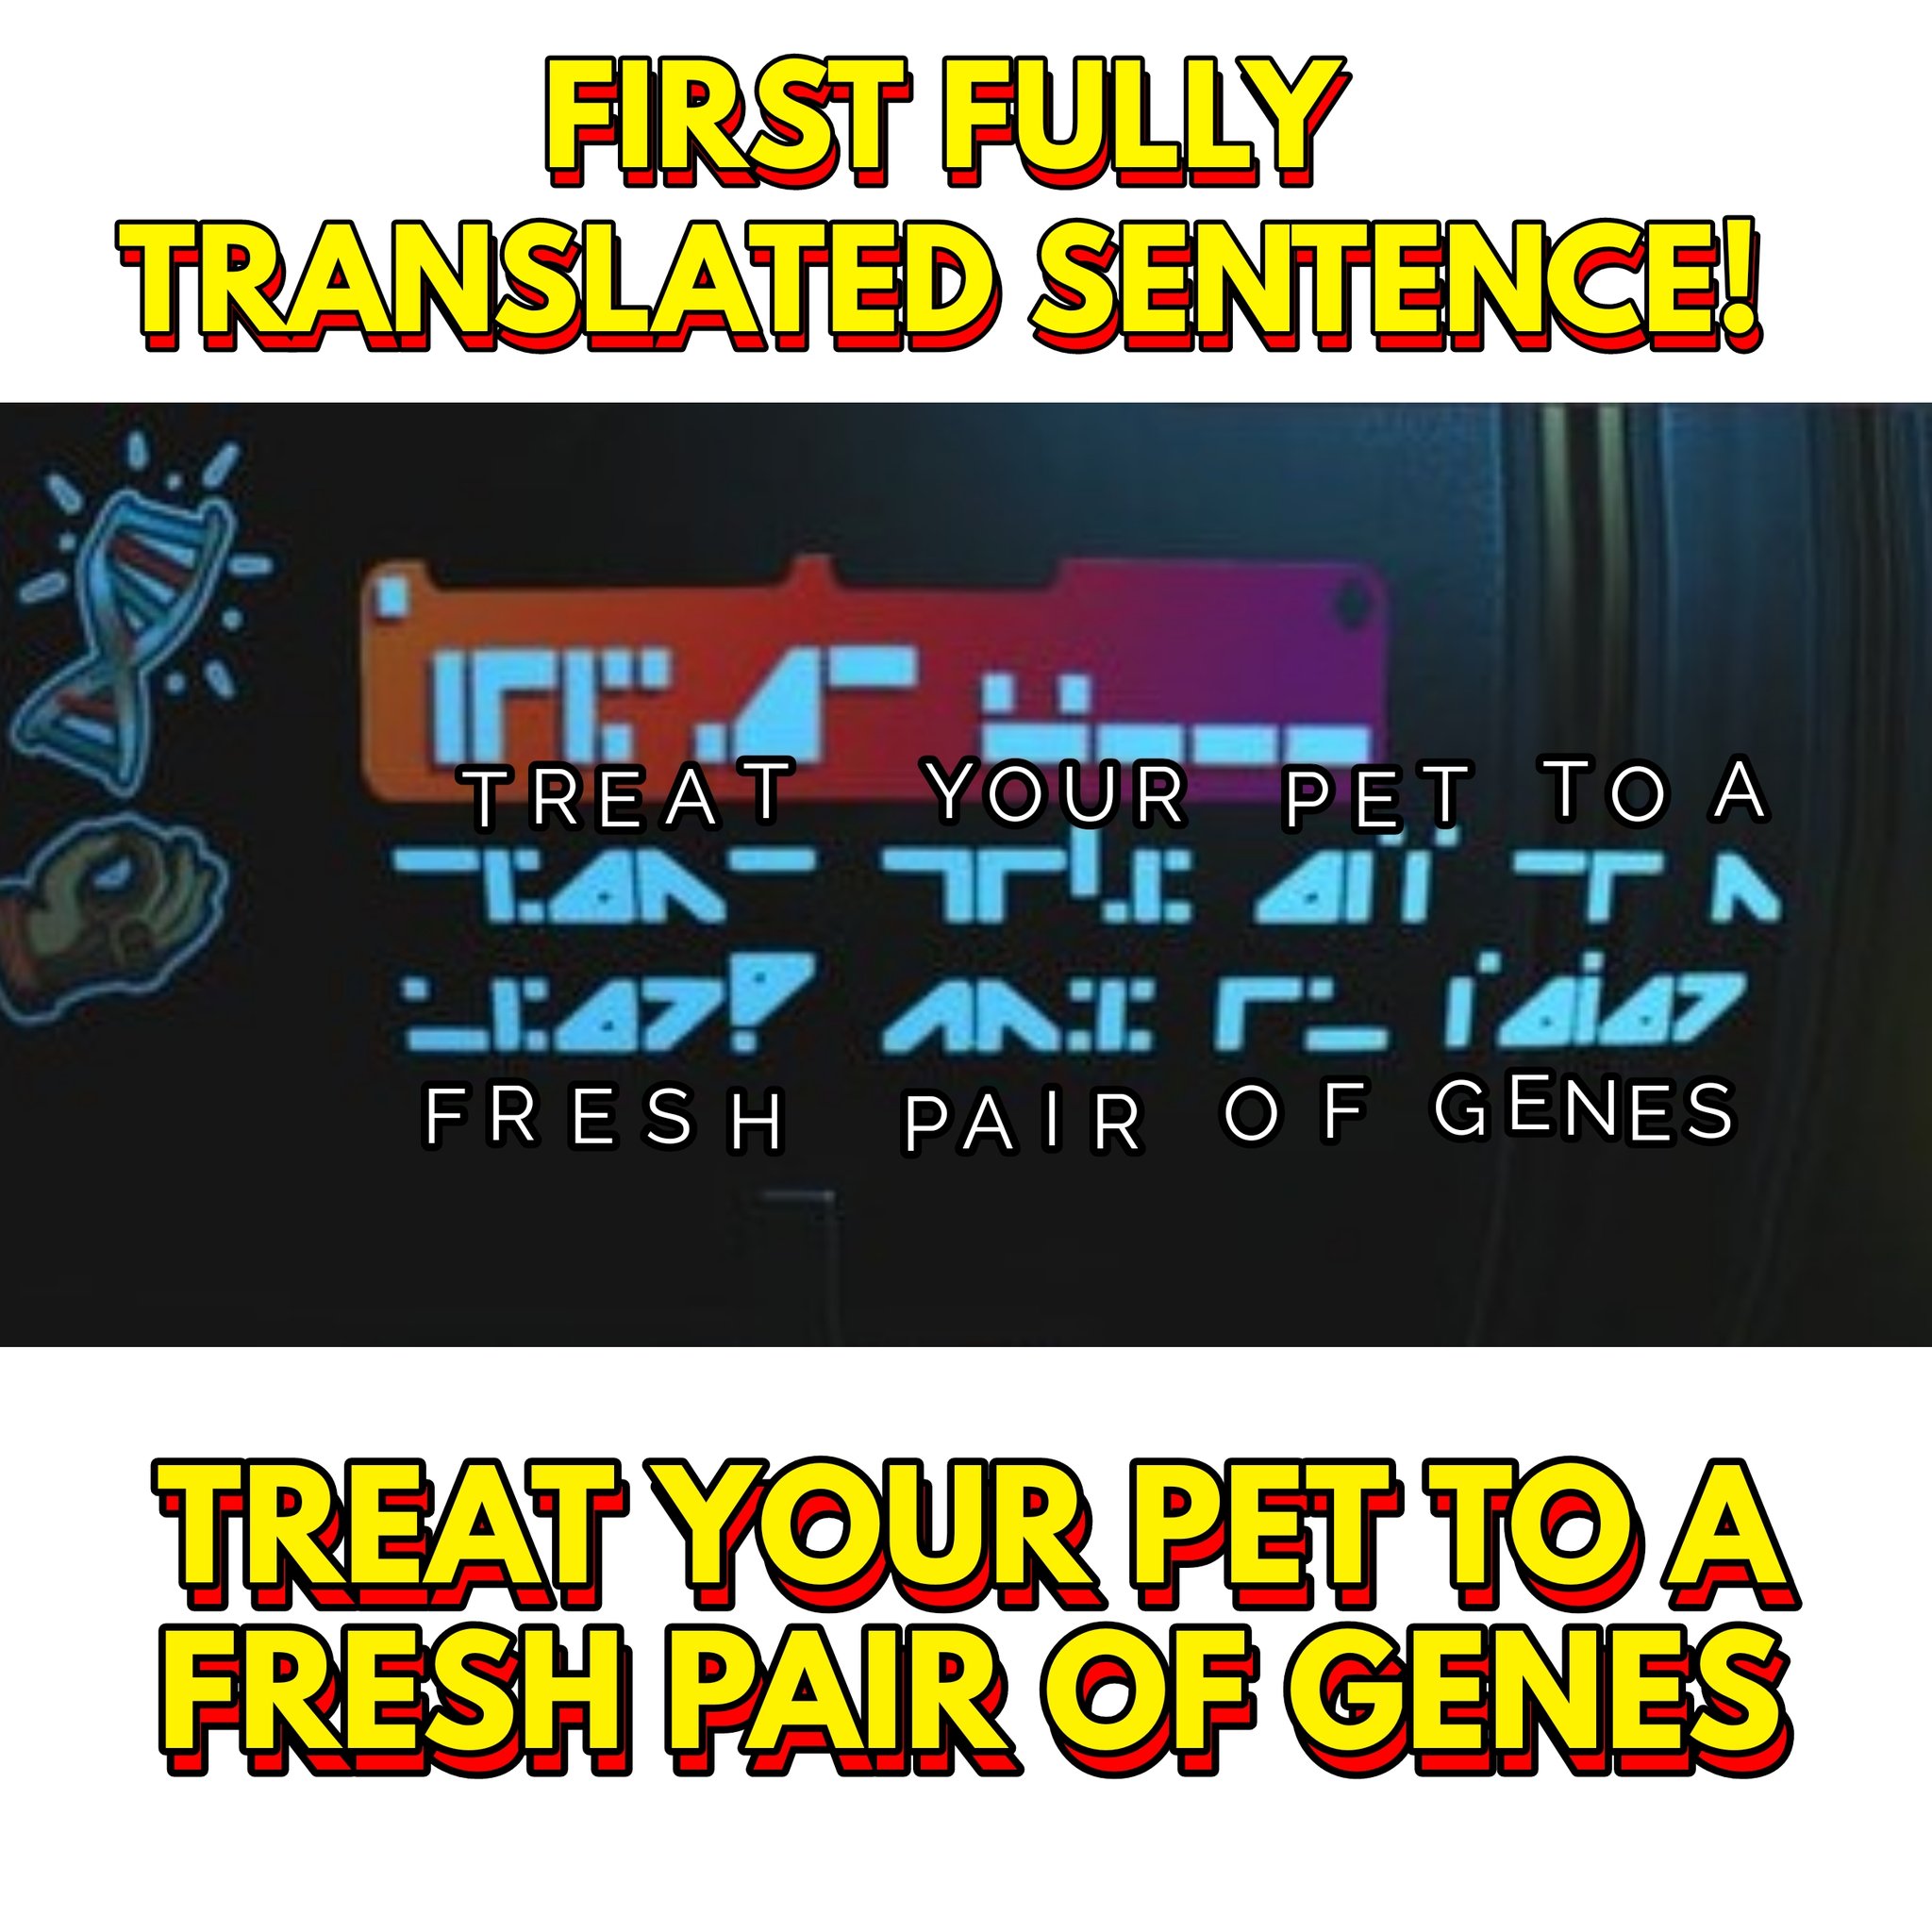 FIRST FULLY
TRANSLATED SENTENCE!
TREAT YOUR PET TO A
FRESH PAIR OF GENES
TREAT YOUR PET TO A
FRESH PAIR OF GENES